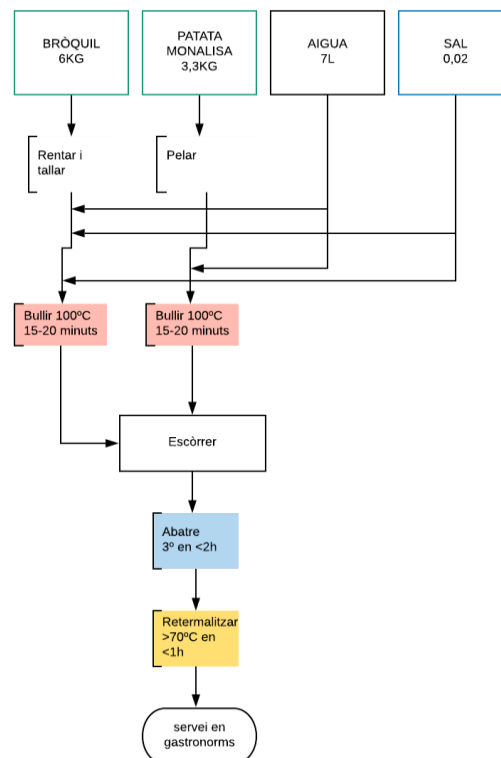 BRÒQUIL
6KG
PATATA
MONALISA
3,3KG
AIGUA
7L
SAL
0,02
Rentar i
tallar
Pelar
Bullir 100ºC
15-20 minuts
Bullir 100ºC
15-20 minuts
Escòrrer
Abatre
3º en <2h
Retermalitzar
>70ºC en
<1h
servei en
gastronorms